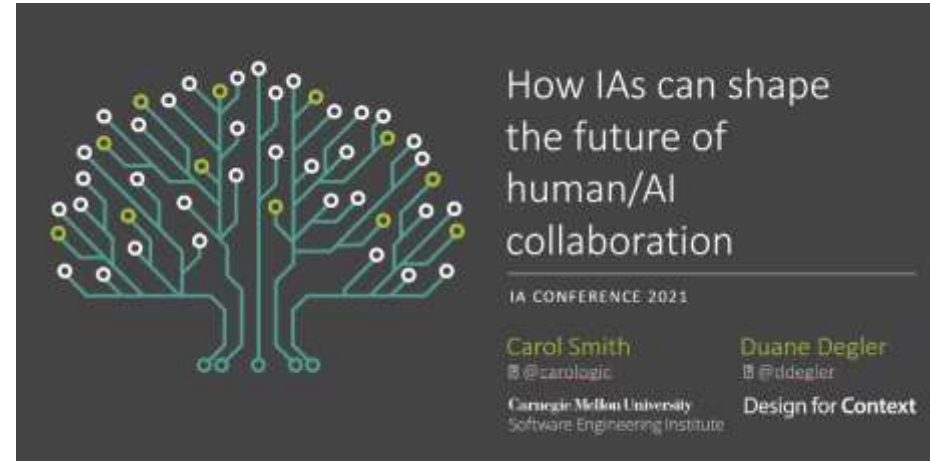 How IAs can shape
the future of
human/AI
collaboration
IA CONFERENCE 2021
Carol Smith
@carologic
Carnegie Mellon University
Software Engineering Institute
Duane Degler
@ddegler
Design for Context